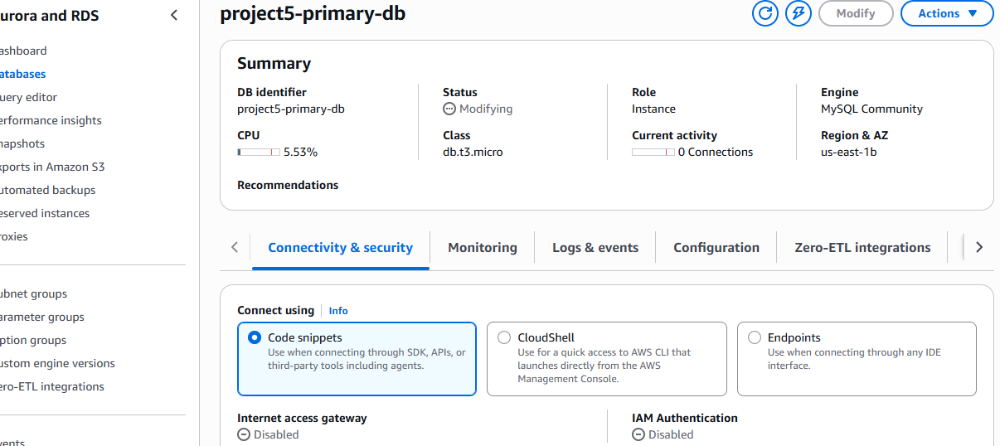 urora and RDS
ashboard
atabases
uery editor
erformance insights
napshots
xports in Amazon S3
utomated backups
eserved instances
roxies
ubnet groups
arameter groups
ption groups
ustom engine versions
ero-ETL integrations
vents
project5-primary-db
Modify
Actions
Summary
DB identifier
project5-primary-db
Status
Modifying
Role
Instance
Engine
MySQL Community
CPU
5.53%
Class
db.t3.micro
Current activity
0 Connections
Region & AZ
us-east-1b
Recommendations
Connectivity & security
Monitoring
Logs & events
Configuration
Zero-ETL integrations
Connect using
Info
Code snippets
Use when connecting through SDK, APIs, or
third-party tools including agents.
CloudShell
Use for a quick access to AWS CLI that
launches directly from the AWS
Management Console.
Endpoints
Use when connecting through any IDE
interface.
Internet access gateway
Disabled
IAM Authentication
Disabled